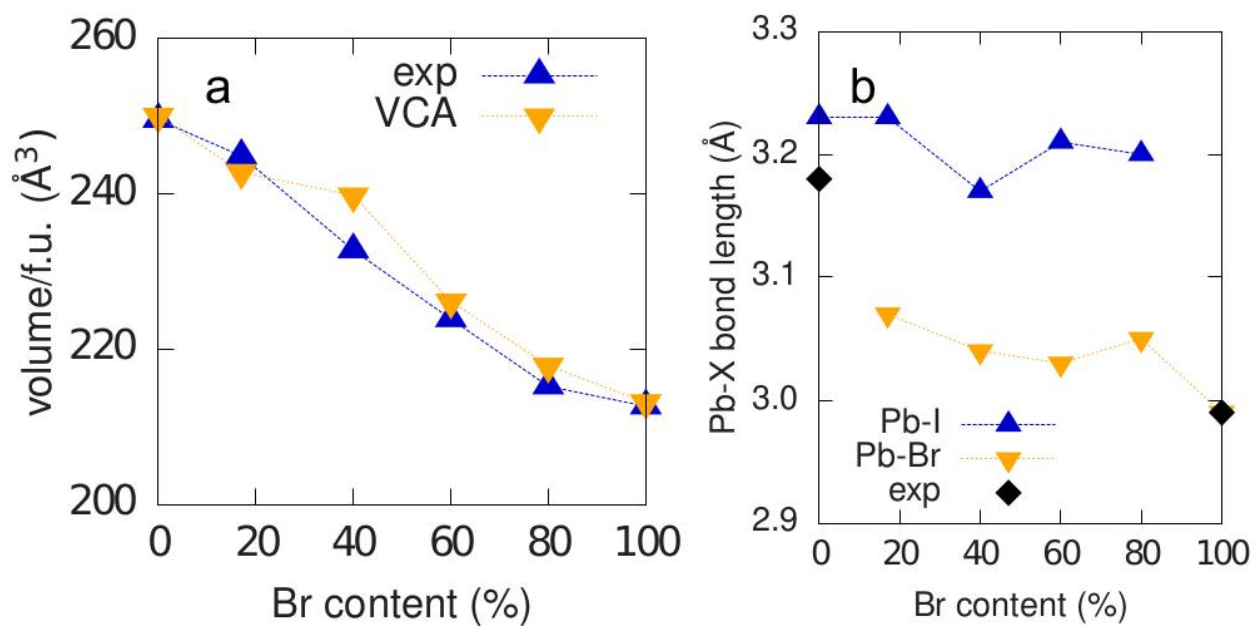 a
exp
VCA
volume/f.u. (Å³)
260
240
220
200
0 20 40 60 80 100
Br content (%)
b
Pb-X bond length (Å)
3.3
3.2
3.1
3.0
2.9
Pb-I
Pb-Br
exp
0 20 40 60 80 100
Br content (%)